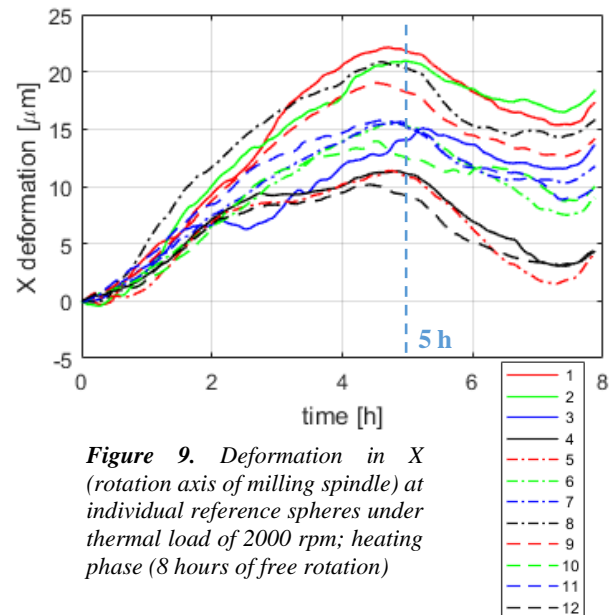 25
20
15
10
5
0
-5
X deformation [μm]
5 h
0 2 4 6 8
time [h]
1
2
3
4
5
6
7
8
9
10
11
12
Figure 9. Deformation in X
(rotation axis of milling spindle) at
individual reference spheres under
thermal load of 2000 rpm; heating
phase (8 hours of free rotation)